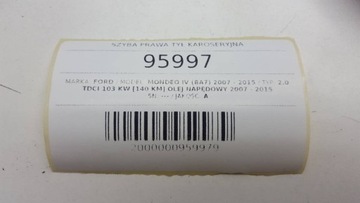 SZYBA PRAWA TYŁ KAROSERYJNA
95997
MARKA: FORD MODEL: MONDEO IV (BA7) 2007 - 2015 TYP: 2.0
TDCI 103 KW [140 KM] OLEJ NAPĘDOWY 2007 - 2015
JAKOŚĆ: A
2000000959979